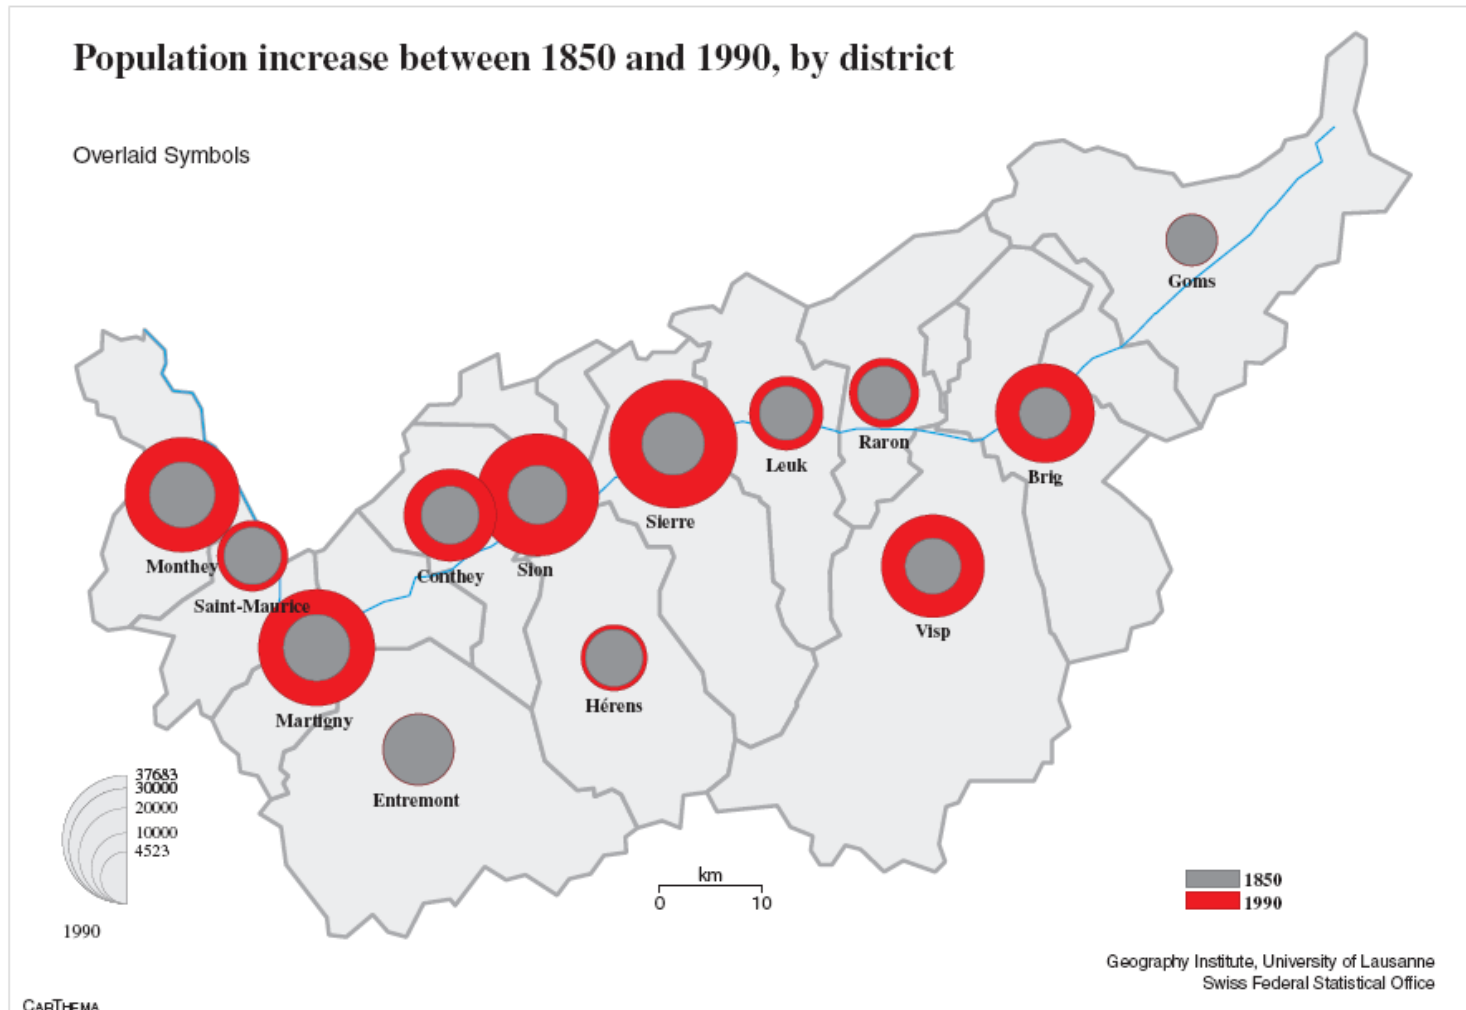 Population increase between 1850 and 1990, by district
Overlaid Symbols
Goms
Raron
Leuk
Brig
Sierre
Monthey
Conthey
Sion
Saint-Maurice
Visp
Hérens
Martigny
Entremont
37683
30000
20000
10000
4523
1990
km
0 10
1850
1990
Geography Institute, University of Lausanne
Swiss Federal Statistical Office
CARTHEMA